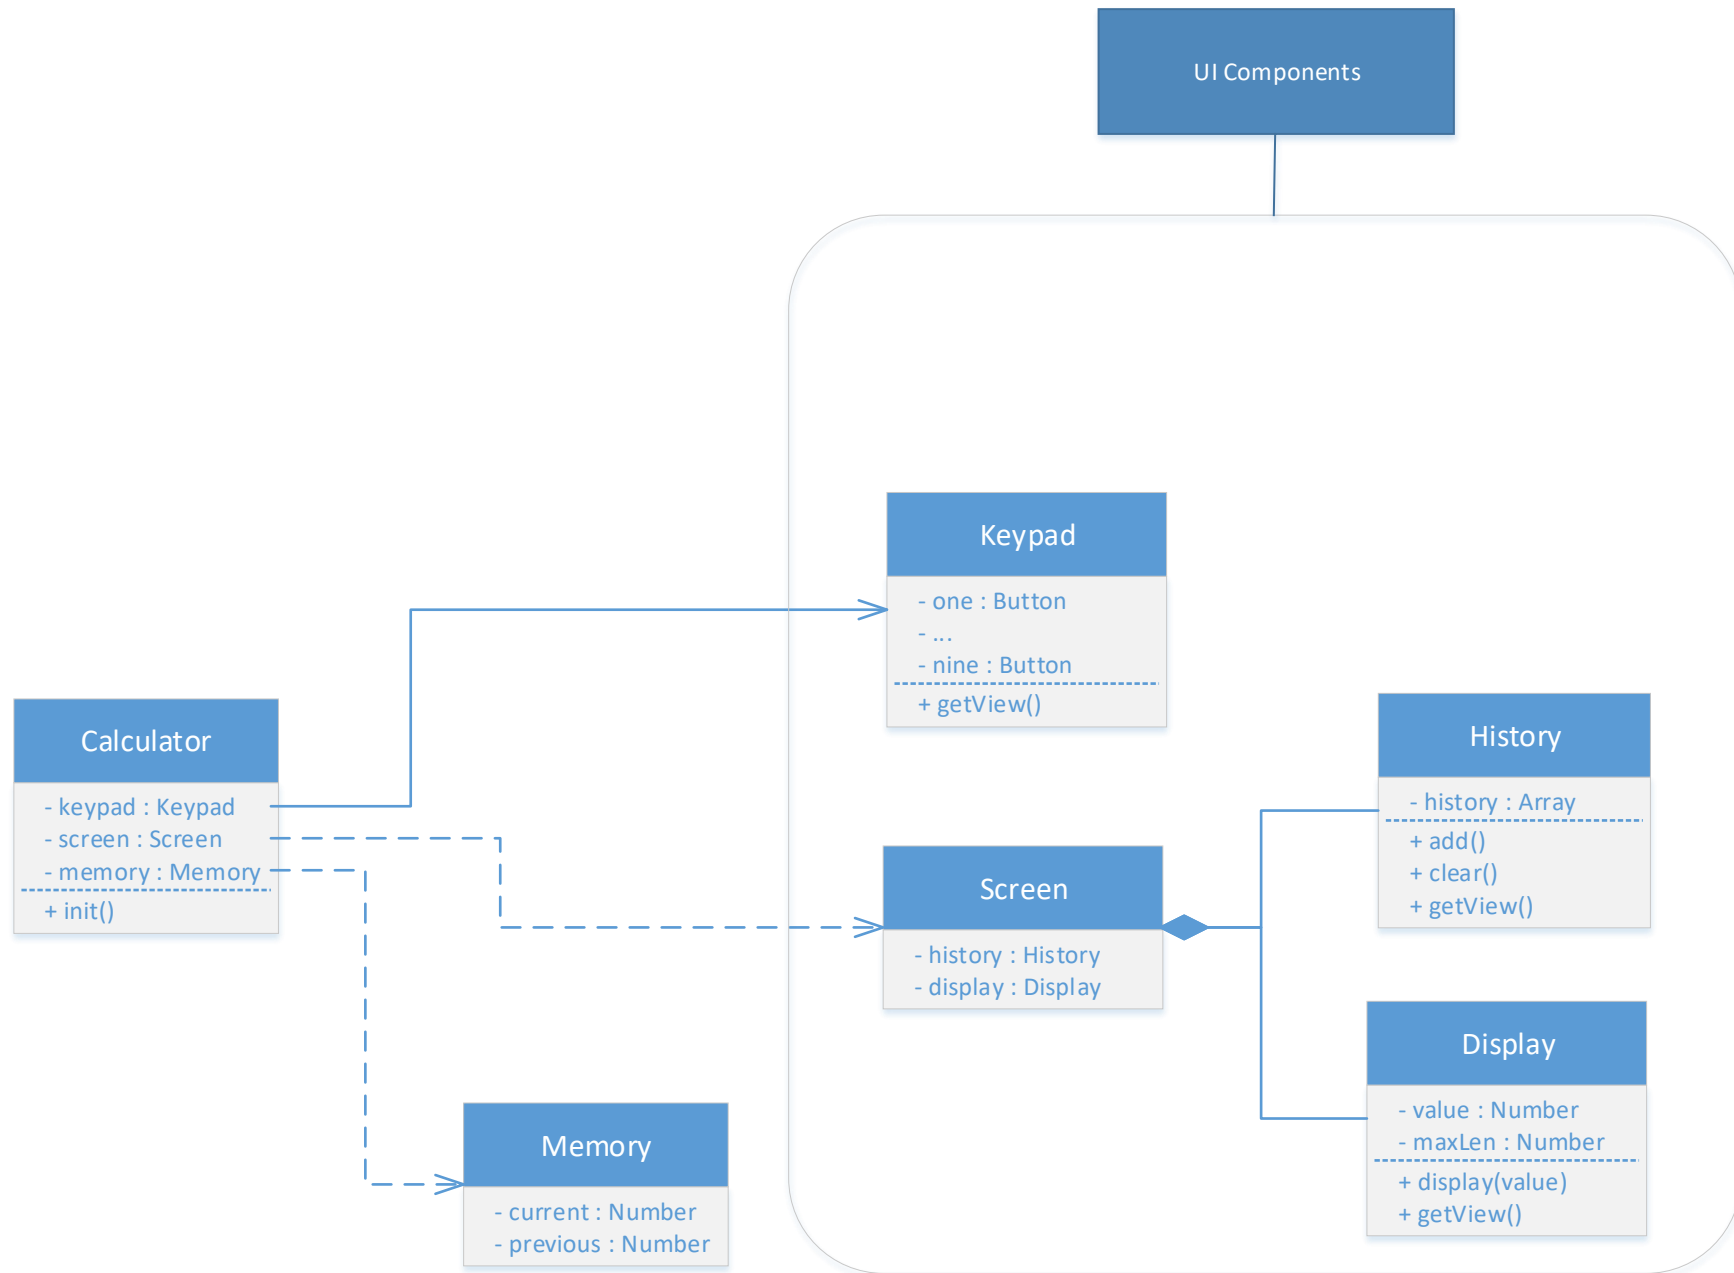 UI Components
Keypad
- one : Button
- ...
- nine : Button
+ getView()
Calculator
- keypad : Keypad
- screen : Screen
- memory : Memory
+ init()
History
- history : Array
+ add()
+ clear()
+ getView()
Screen
- history : History
- display : Display
Display
- value : Number
- maxLen : Number
+ display(value)
+ getView()
Memory
- current : Number
- previous : Number